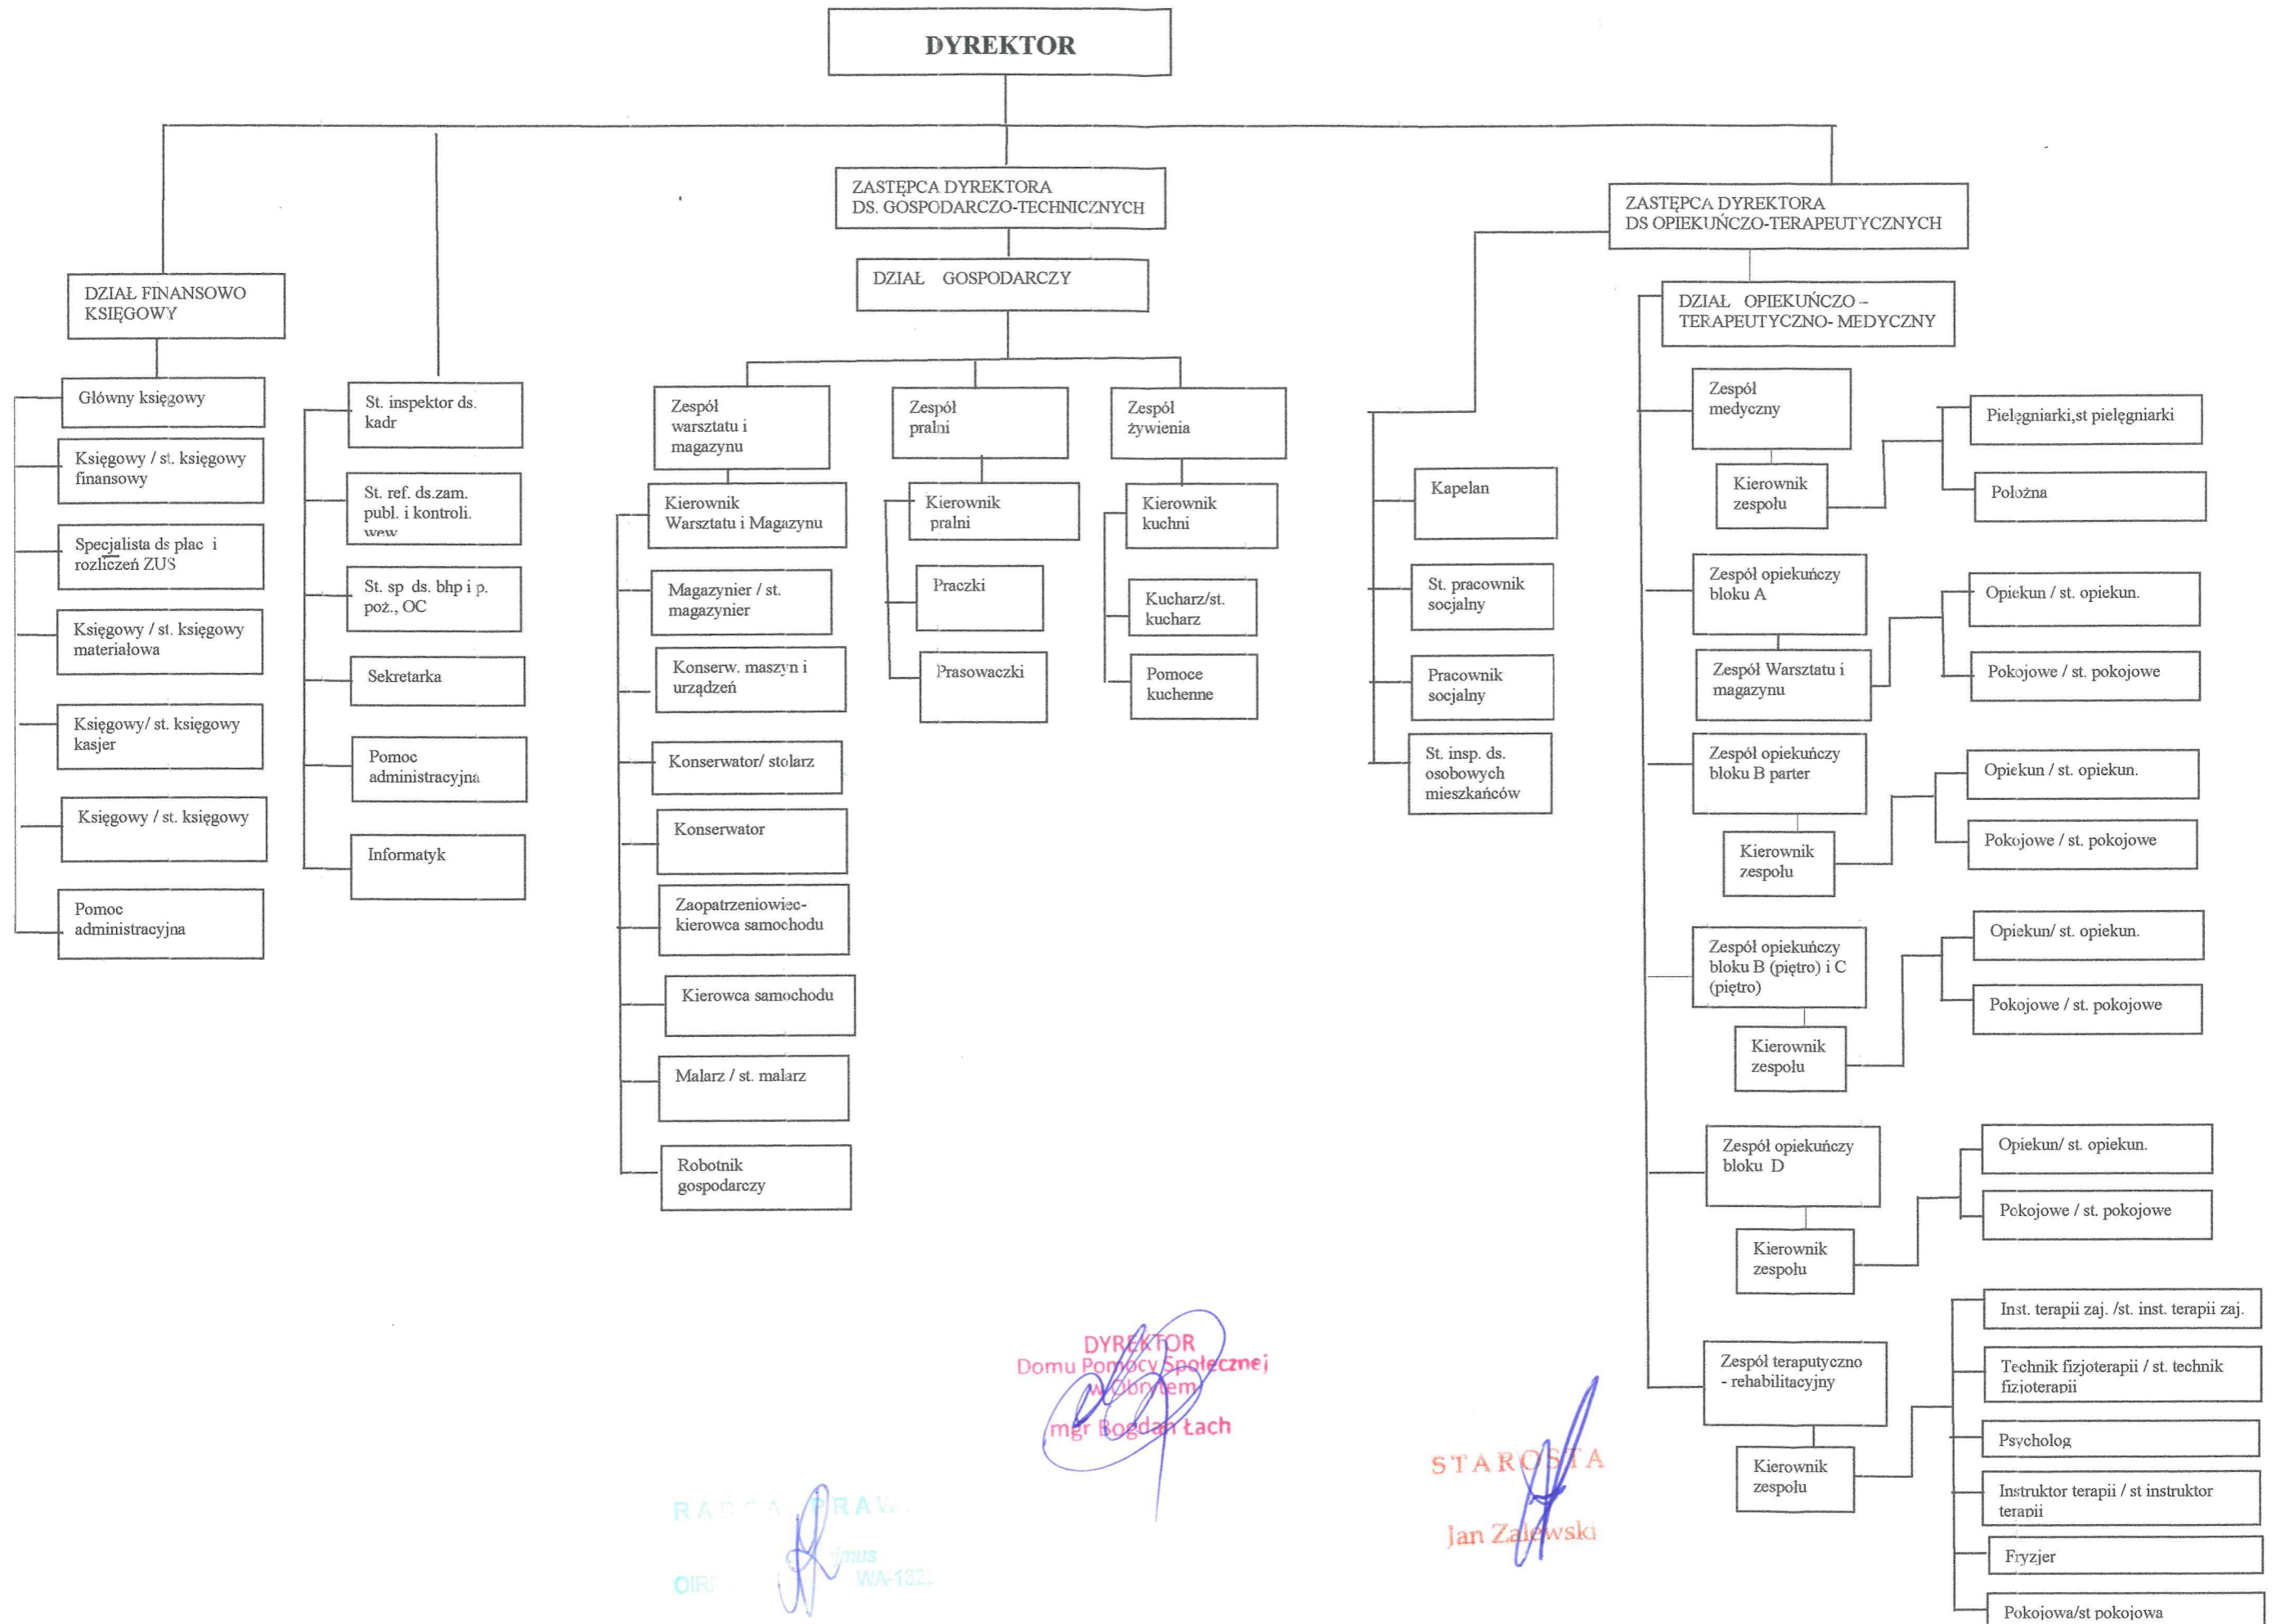 DYREKTOR
ZASTĘPCA DYREKTORA
DS. GOSPODARCZO-TECHNICZNYCH
ZASTĘPCA DYREKTORA
DS OPIEKUŃCZO-TERAPEUTYCZNYCH
DZIAŁ FINANSOWO
KSIĘGOWY
Główny księgowy
Księgowy / st. księgowy
finansowy
Specjalista ds płac i
rozliczeń ZUS
Księgowy / st. księgowy
materiałowa
Księgowy/ st. księgowy
kasjer
Księgowy / st. księgowy
Pomoc
administracyjna
St. inspektor ds.
kadr
St. ref. ds.zam.
publ. i kontroli.
wew
St. sp ds. bhp i p.
poż., OC
Sekretarka
Pomoc
administracyjna
Informatyk
DZIAŁ GOSPODARCZY
Zespół
warsztatu i
magazynu
Kierownik
Warsztatu i Magazynu
Magazynier / st.
magazynier
Konserw. maszyn i
urządzeń
Konserwator/ stolarz
Konserwator
Zaopatrzeniowiec-
kierowca samochodu
Kierowca samochodu
Malarz / st. malarz
Robotnik
gospodarczy
Zespół
pralni
Kierownik
pralni
Praczki
Prasowaczki
Zespół
żywienia
Kierownik
kuchni
Kucharz/st.
kucharz
Pomoce
kuchenne
Kapelan
St. pracownik
socjalny
Pracownik
socjalny
St. insp. ds.
osobowych
mieszkańców
DZIAŁ OPIEKUŃCZO –
TERAPEUTYCZNO- MEDYCZNY
Zespół
medyczny
Kierownik
zespołu
Pielęgniarki,st pielęgniarki
Położna
Zespół opiekuńczy
bloku A
Zespół Warsztatu i
magazynu
Opiekun / st. opiekun.
Pokojowe / st. pokojowe
Zespół opiekuńczy
bloku B parter
Kierownik
zespołu
Opiekun / st. opiekun.
Pokojowe / st. pokojowe
Zespół opiekuńczy
bloku B (piętro) i C
(piętro)
Kierownik
zespołu
Opiekun/ st. opiekun.
Pokojowe / st. pokojowe
Zespół opiekuńczy
bloku D
Kierownik
zespołu
Opiekun/ st. opiekun.
Pokojowe / st. pokojowe
Zespół teraputyczno
- rehabilitacyjny
Kierownik
zespołu
Inst. terapii zaj. /st. inst. terapii zaj.
Technik fizjoterapii / st. technik
fizjoterapii
Psycholog
Instruktor terapii / st instruktor
terapii
Fryzjer
Pokojowa/st pokojowa
DYREKTOR
Domu Pomocy Społecznej
w Obrytem
mgr Bogdan Łach
STAROSTA
Jan Zalewski